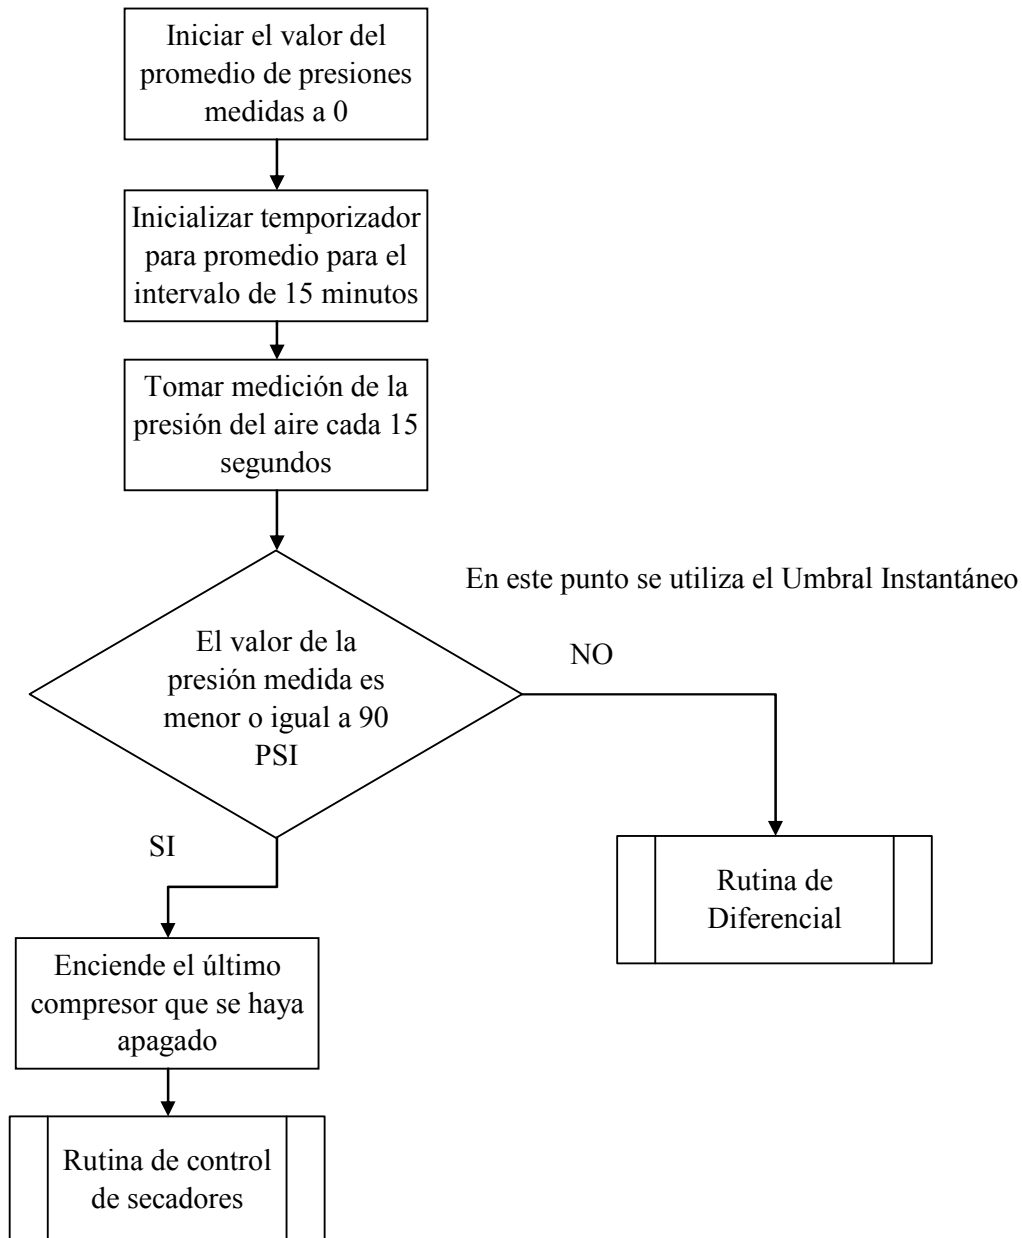 Iniciar el valor del
promedio de presiones
medidas a 0
Inicializar temporizador
para promedio para el
intervalo de 15 minutos
Tomar medición de la
presión del aire cada 15
segundos
En este punto se utiliza el Umbral Instantáneo
El valor de la
presión medida es
menor o igual a 90
PSI
NO
SI
Rutina de
Diferencial
Enciende el último
compresor que se haya
apagado
Rutina de control
de secadores